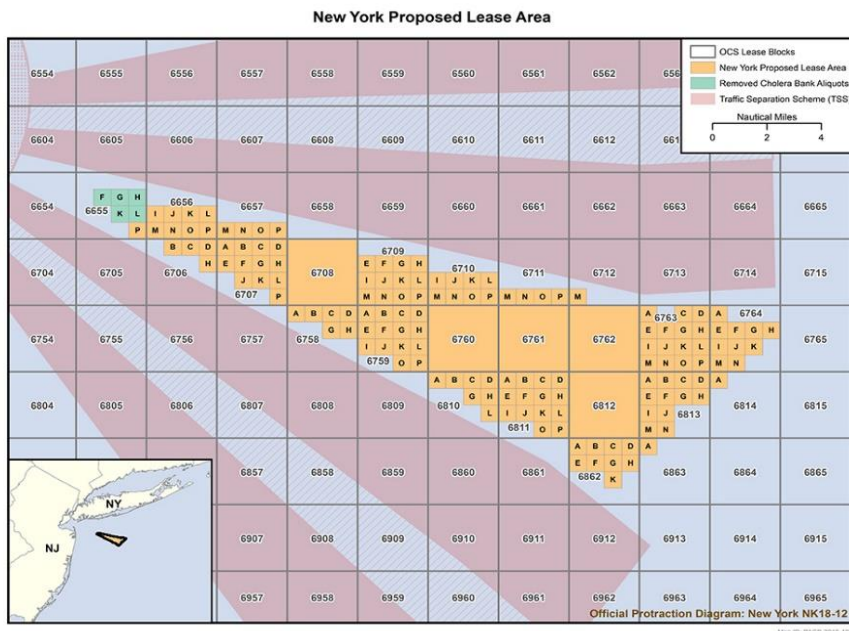 New York Proposed Lease Area
OCS Lease Blocks
New York Proposed Lease Area
Removed Cholera Bank Aliquots
Traffic Separation Scheme (TSS)
Nautical Miles
0 2 4
6554 6555 6556 6557 6558 6559 6560 6561 6562
6604 6605 6606 6607 6608 6609 6610 6611 6612
6654 6655 6656 6657 6658 6659 6660 6661 6662 6663 6664 6665
F G H
K L I J K L
P M N O P M N O P
6704 6705 6706 6707 6708 6709 6710 6711 6712 6713 6714 6715
B C D A B C D
H E F G H E F G H
J K L I J K L I J K L
P M N O P M N O P M N O P M
6754 6755 6756 6757 6758 6759 6760 6761 6762 6763 6764 6765
A B C D A B C D A C D A
G H E F G H E F G H E F G H
I J K L I J K L I J K
O P M N O P M N
6804 6805 6806 6807 6808 6809 6810 6811 6812 6813 6814 6815
A B C D A B C D A B C D A
G H E F G H E F G H
L I J K L I J
O P M N
6857 6858 6859 6860 6861 6862 6863 6864 6865
A B C D A
E F G H
K
6907 6908 6909 6910 6911 6912 6913 6914 6915
6957 6958 6959 6960 6961 6962 6963 6964 6965
NY
NJ
Official Protraction Diagram: New York NK18-12